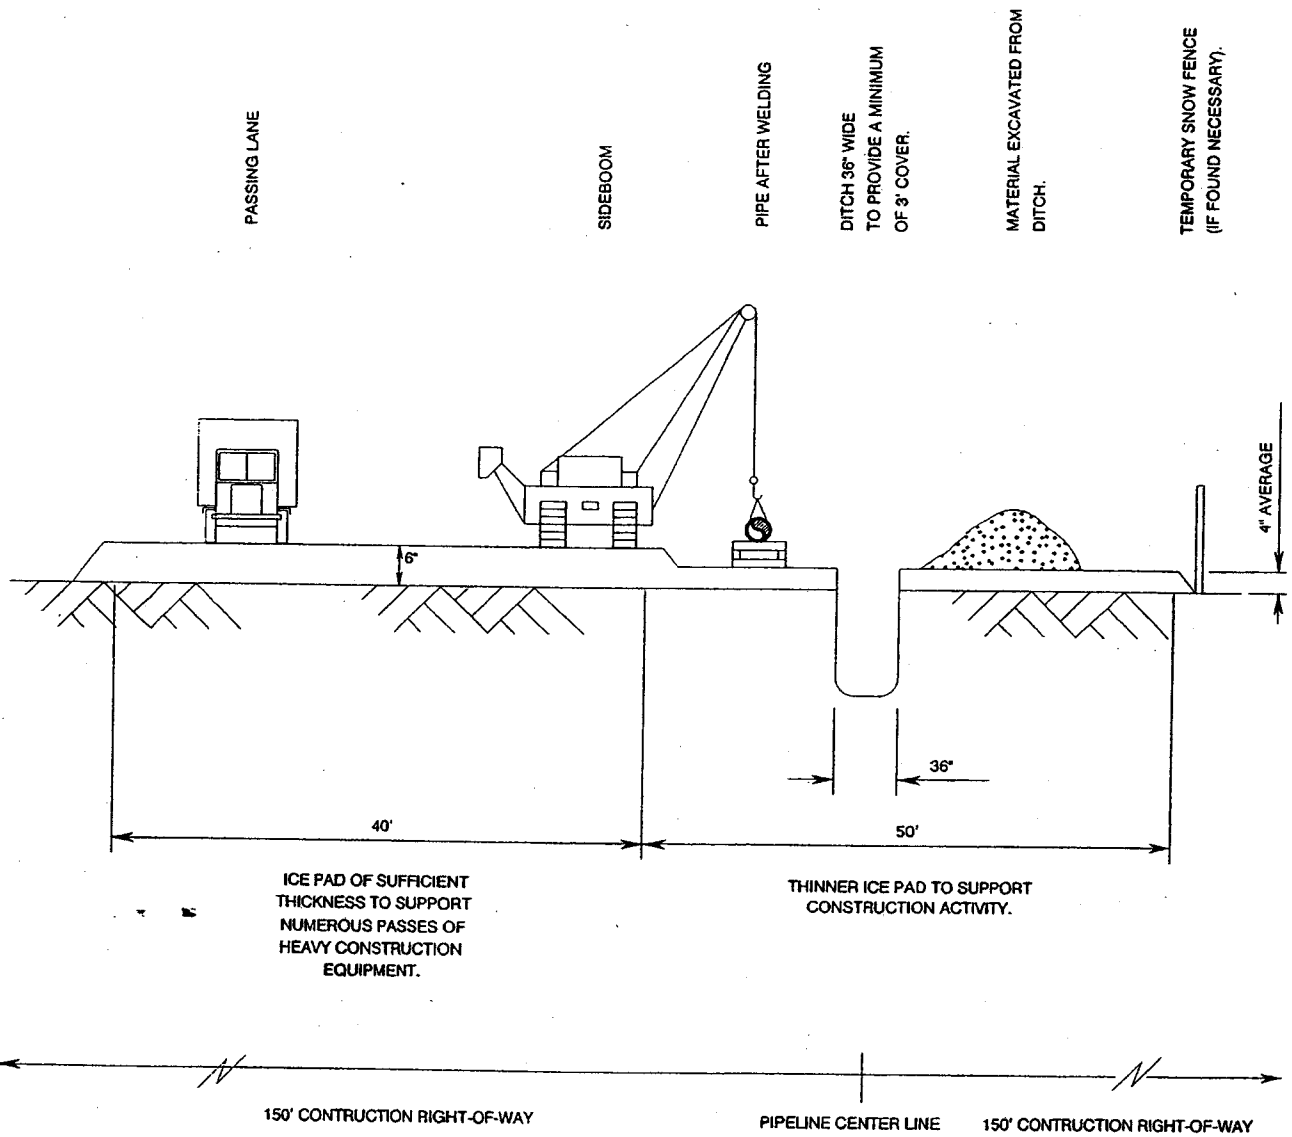 PASSING LANE
SIDEBOOM
PIPE AFTER WELDING
DITCH 36" WIDE
TO PROVIDE A MINIMUM
OF 3' COVER.
MATERIAL EXCAVATED FROM
DITCH.
TEMPORARY SNOW FENCE
(IF FOUND NECESSARY).
6"
4" AVERAGE
36"
40'
50'
ICE PAD OF SUFFICIENT
THICKNESS TO SUPPORT
NUMEROUS PASSES OF
HEAVY CONSTRUCTION
EQUIPMENT.
THINNER ICE PAD TO SUPPORT
CONSTRUCTION ACTIVITY.
150' CONTRUCTION RIGHT-OF-WAY
PIPELINE CENTER LINE
150' CONTRUCTION RIGHT-OF-WAY